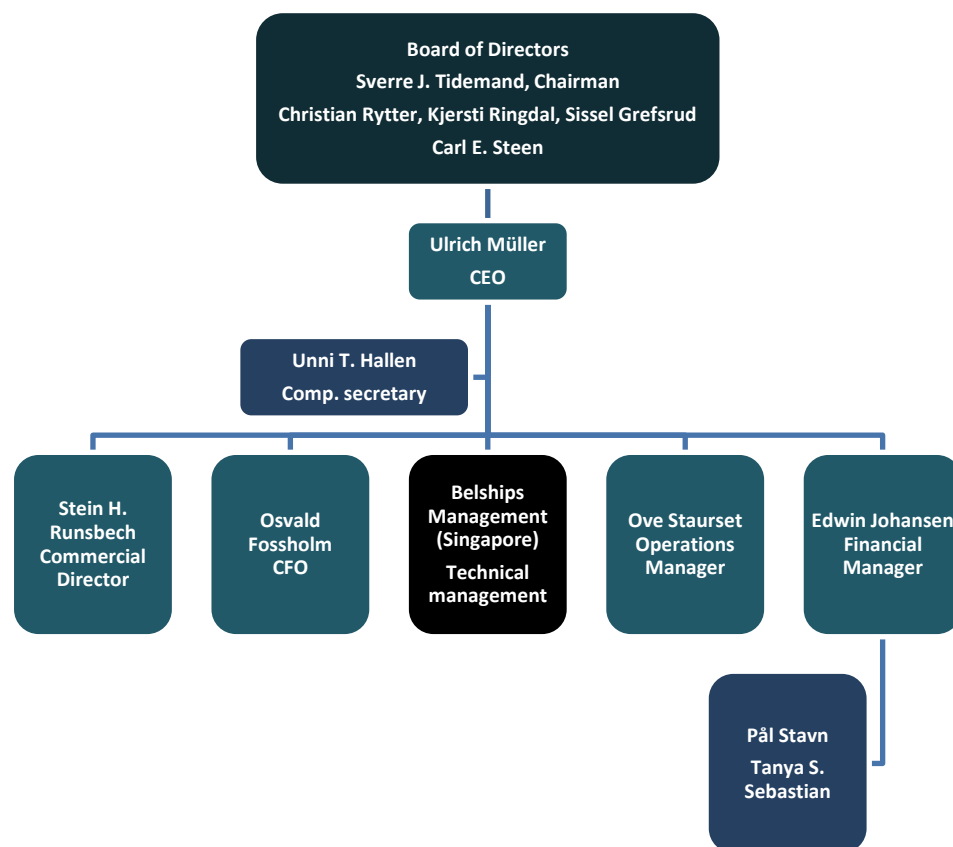 Board of Directors
Sverre J. Tidemand, Chairman
Christian Rytter, Kjersti Ringdal, Sissel Grefsrud
Carl E. Steen
Ulrich Müller
CEO
Unni T. Hallen
Comp. secretary
Stein H.
Runsbech
Commercial
Director
Osvald
Fossholm
CFO
Belships
Management
(Singapore)
Technical
management
Ove Staurset
Operations
Manager
Edwin Johansen
Financial
Manager
Pål Stavn
Tanya S.
Sebastian